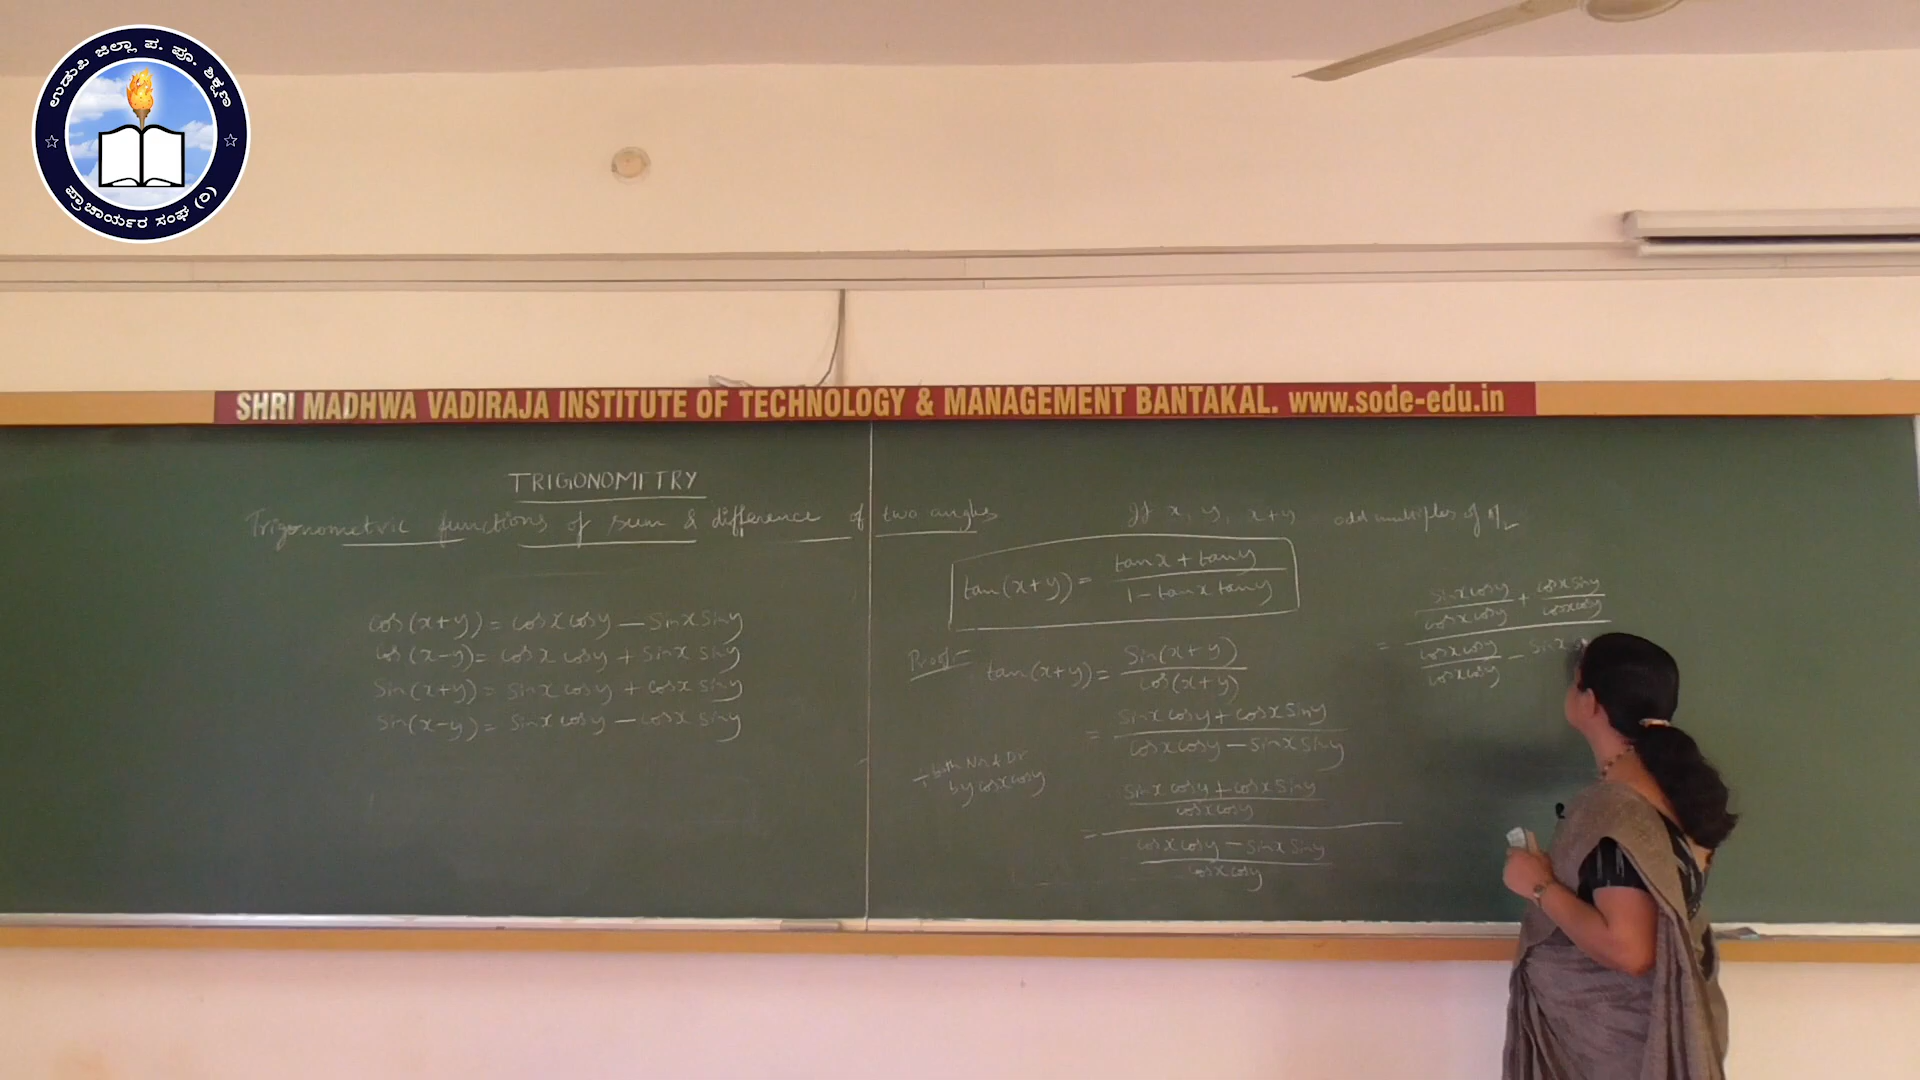 ಉಡುಪಿ ಜಿಲ್ಲಾ ಪ. ಪೂ. ಶಿಕ್ಷಣ
ಪ್ರಾಚಾರ್ಯರ ಸಂಘ (ರಿ)
SHRI MADHWA VADIRAJA INSTITUTE OF TECHNOLOGY & MANAGEMENT BANTAKAL. www.sode-edu.in
TRIGONOMETRY
Trigonometric functions of sum & difference of two angles
cos(x+y) = cosx cosy — sinx siny
cos(x-y) = cosx cosy + sinx siny
sin(x+y) = sinx cosy + cosx siny
sin(x-y) = sinx cosy — cosx siny
If x, y, x+y odd multiples of π/2
tan(x+y) = (tanx + tany)/(1 - tanx tany)
Proof:- tan(x+y) = sin(x+y)/cos(x+y)
= (sinx cosy + cosx siny)/(cosx cosy - sinx siny)
÷ both Nr & Dr by cosx cosy
= ((sinx cosy + cosx siny)/(cosx cosy))/((cosx cosy - sinx siny)/(cosx cosy))
= (sinx cosy/cosx cosy + cosx siny/cosx cosy)/(cosx cosy/cosx cosy - sinx